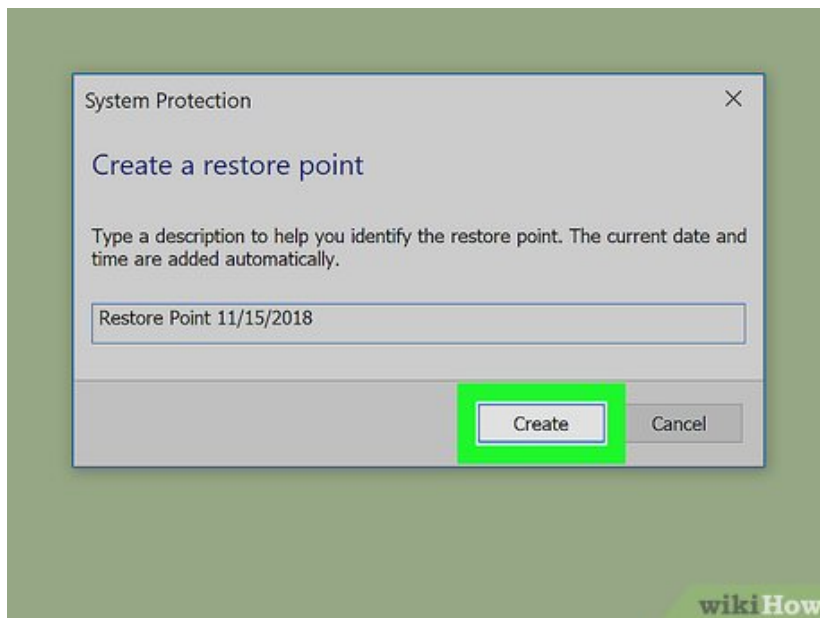 System Protection
Create a restore point
Type a description to help you identify the restore point. The current date and
time are added automatically.
Restore Point 11/15/2018
Create
Cancel
wikiHow